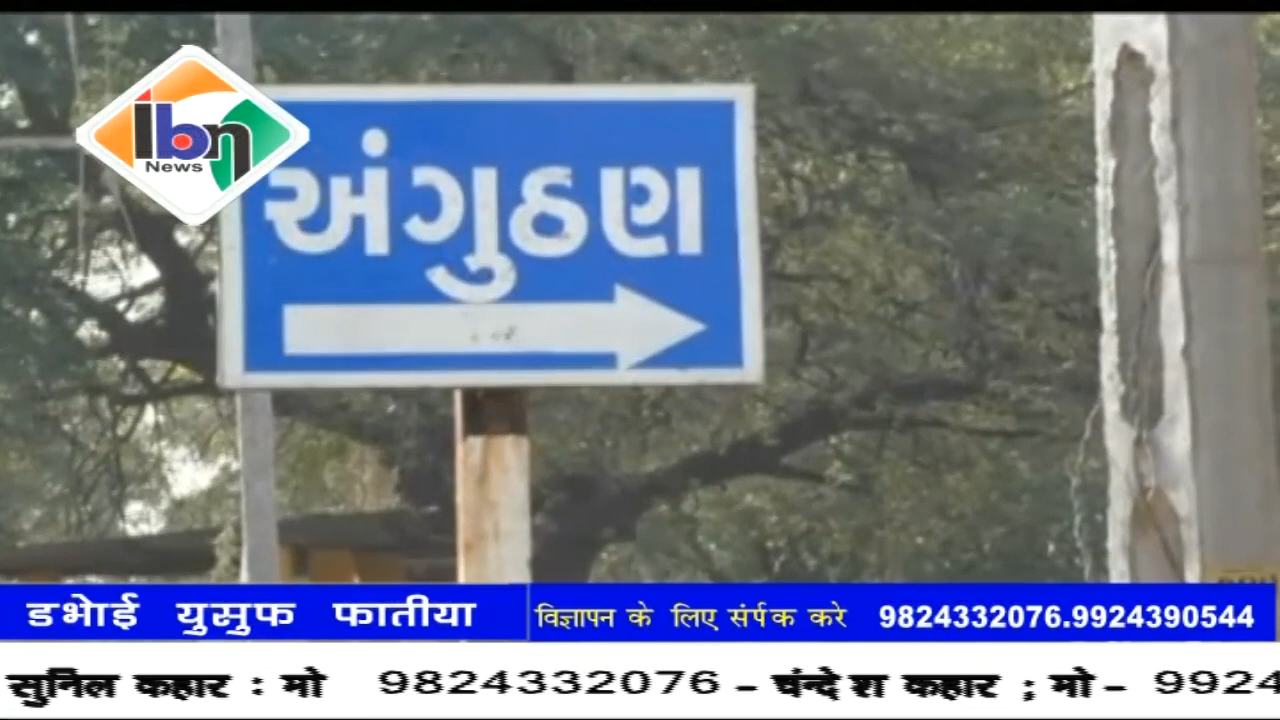 ibn
News
અંગુઠણ
डभोई युसुफ फातीया
विज्ञापन के लिए संर्पक करे 9824332076.9924390544
सुनिल कहार : मो 9824332076 - चंन्देश कहार ; मो - 9924